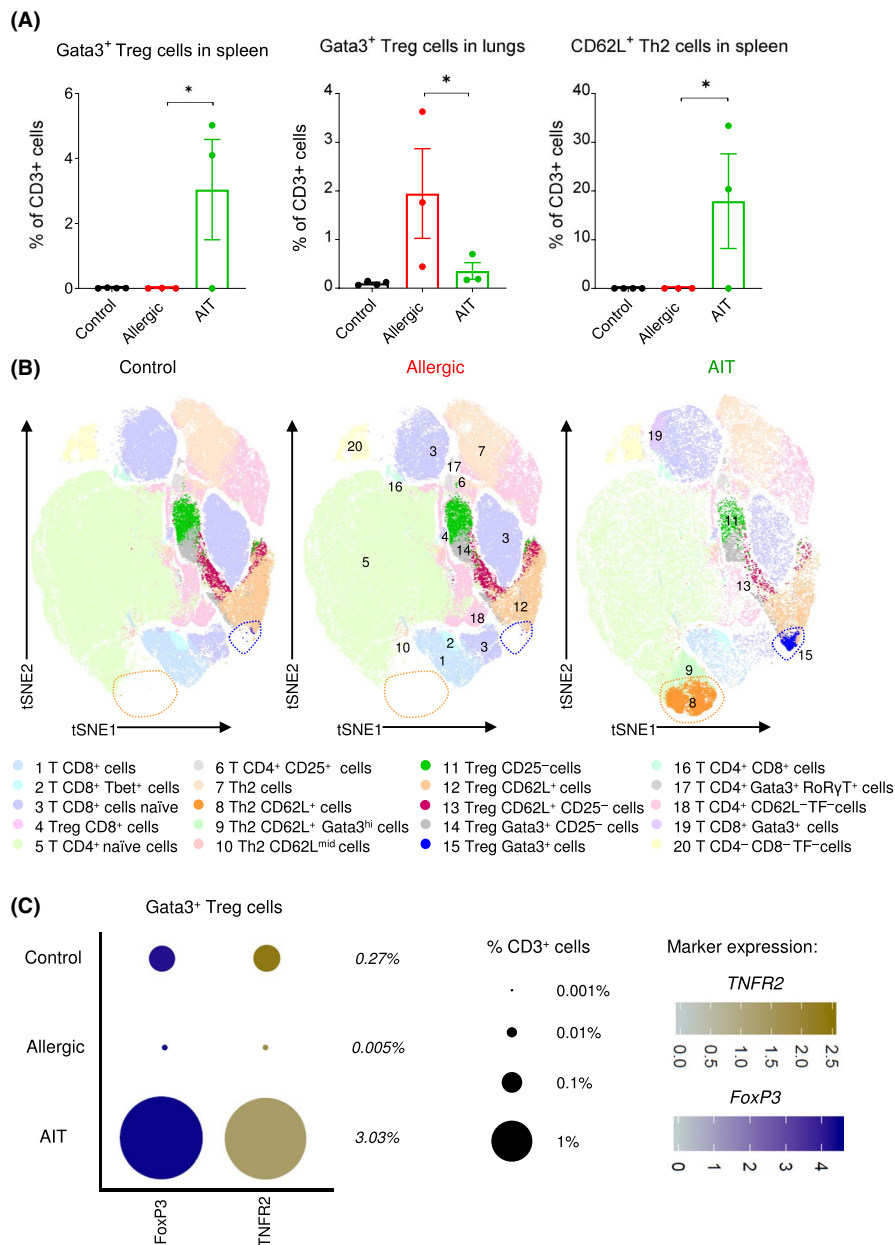 (A)
Gata3⁺ Treg cells in spleen
Gata3⁺ Treg cells in lungs
CD62L⁺ Th2 cells in spleen
% of CD3+ cells
6
4
2
0
*
Control
Allergic
AIT
% of CD3+ cells
4
3
2
1
0
*
Control
Allergic
AIT
% of CD3+ cells
40
30
20
10
0
*
Control
Allergic
AIT
(B)
Control
Allergic
AIT
tSNE2
tSNE1
tSNE2
tSNE1
20
3
7
17
6
16
4
14
3
5
12
18
10
2
1
3
tSNE2
tSNE1
19
11
13
15
9
8
1 T CD8⁺ cells
2 T CD8⁺ Tbet⁺ cells
3 T CD8⁺ cells naïve
4 Treg CD8⁺ cells
5 T CD4⁺ naïve cells
6 T CD4⁺ CD25⁺ cells
7 Th2 cells
8 Th2 CD62L⁺ cells
9 Th2 CD62L⁺ Gata3ʰⁱ cells
10 Th2 CD62Lᵐⁱᵈ cells
11 Treg CD25⁻cells
12 Treg CD62L⁺ cells
13 Treg CD62L⁺ CD25⁻ cells
14 Treg Gata3⁺ CD25⁻ cells
15 Treg Gata3⁺ cells
16 T CD4⁺ CD8⁺ cells
17 T CD4⁺ Gata3⁺ RoRγT⁺ cells
18 T CD4⁺ CD62L⁻TF⁻cells
19 T CD8⁺ Gata3⁺ cells
20 T CD4⁻ CD8⁻ TF⁻cells
(C)
Gata3⁺ Treg cells
Control
0.27%
Allergic
0.005%
AIT
3.03%
FoxP3
TNFR2
% CD3⁺ cells
0.001%
0.01%
0.1%
1%
Marker expression:
TNFR2
0.0
0.5
1.0
1.5
2.0
2.5
FoxP3
0
1
2
3
4